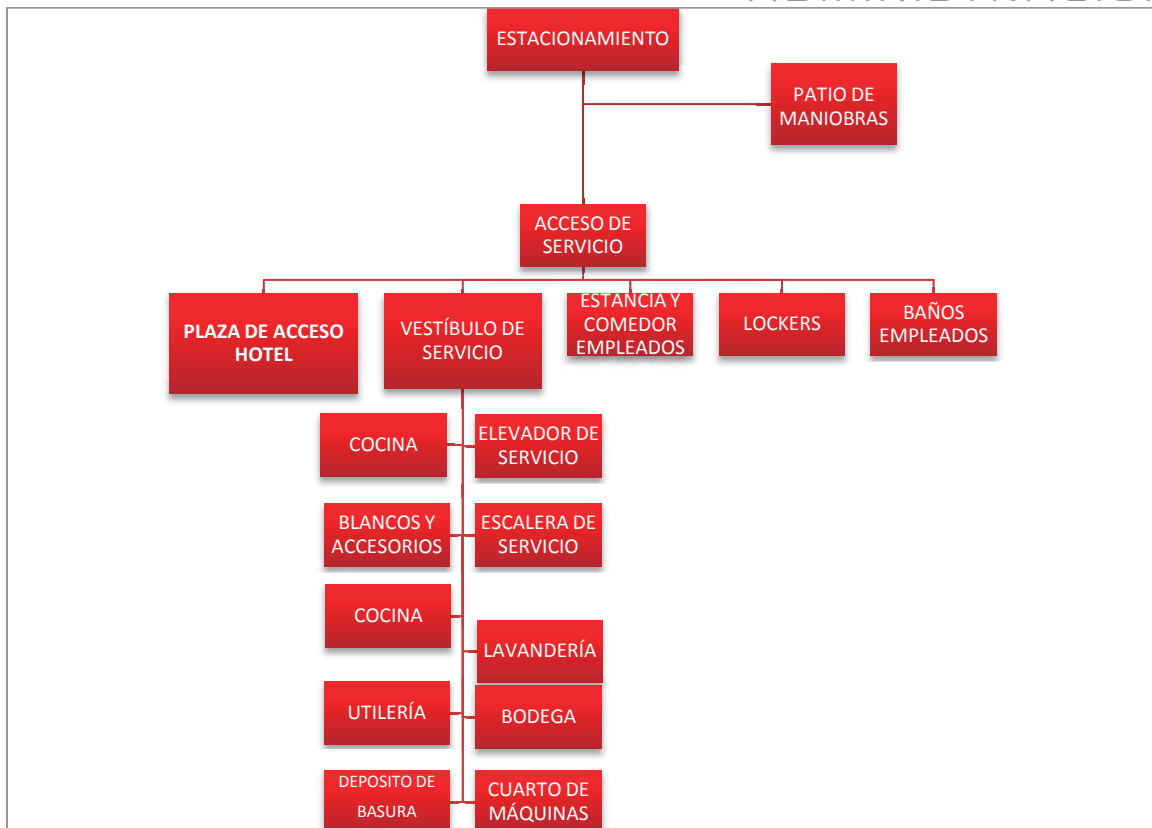 ESTACIONAMIENTO
PATIO DE
MANIOBRAS
ACCESO DE
SERVICIO
PLAZA DE ACCESO
HOTEL
VESTÍBULO DE
SERVICIO
ESTANCIA Y
COMEDOR
EMPLEADOS
LOCKERS
BAÑOS
EMPLEADOS
COCINA
ELEVADOR DE
SERVICIO
BLANCOS Y
ACCESORIOS
ESCALERA DE
SERVICIO
COCINA
LAVANDERÍA
UTILERÍA
BODEGA
DEPOSITO DE
BASURA
CUARTO DE
MÁQUINAS